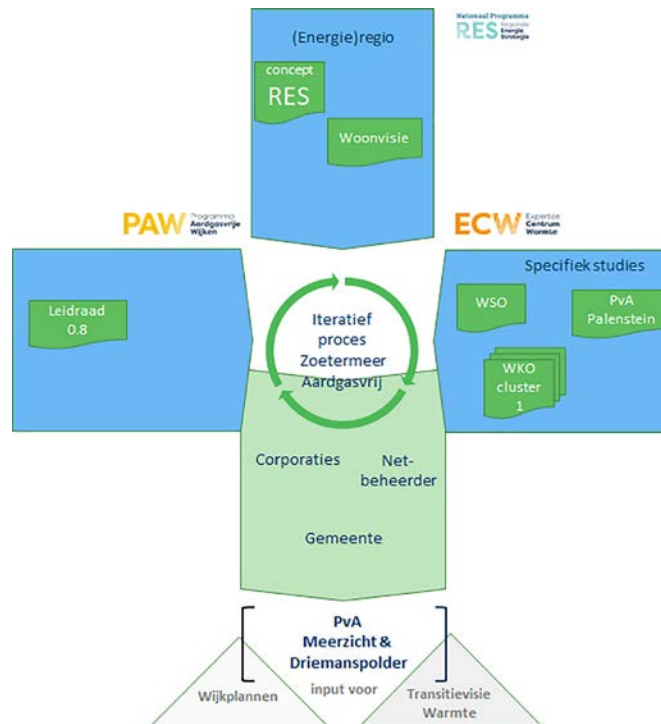 Nationaal Programma
RES Regionale
Energie
Strategie
(Energie)regio
concept
RES
Woonvisie
PAW Programma
Aardgasvrije
Wijken
ECW Expertise
Centrum
Warmte
Specifiek studies
Leidraad
0.8
WSO
PvA
Palenstein
WKO
cluster
1
Iteratief
proces
Zoetermeer
Aardgasvrij
Corporaties
Net-
beheerder
Gemeente
PvA
Meerzicht &
Driemanspolder
input voor
Wijkplannen
Transitievisie
Warmte